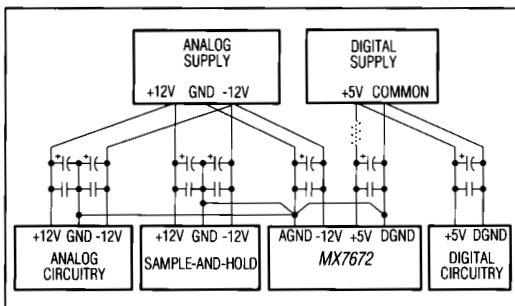 ANALOG
SUPPLY
+12V GND -12V
DIGITAL
SUPPLY
+5V COMMON
+ + + + + + +
+12V GND -12V
ANALOG
CIRCUITRY
+12V GND -12V
SAMPLE-AND-HOLD
AGND -12V +5V DGND
MX7672
+5V DGND
DIGITAL
CIRCUITRY